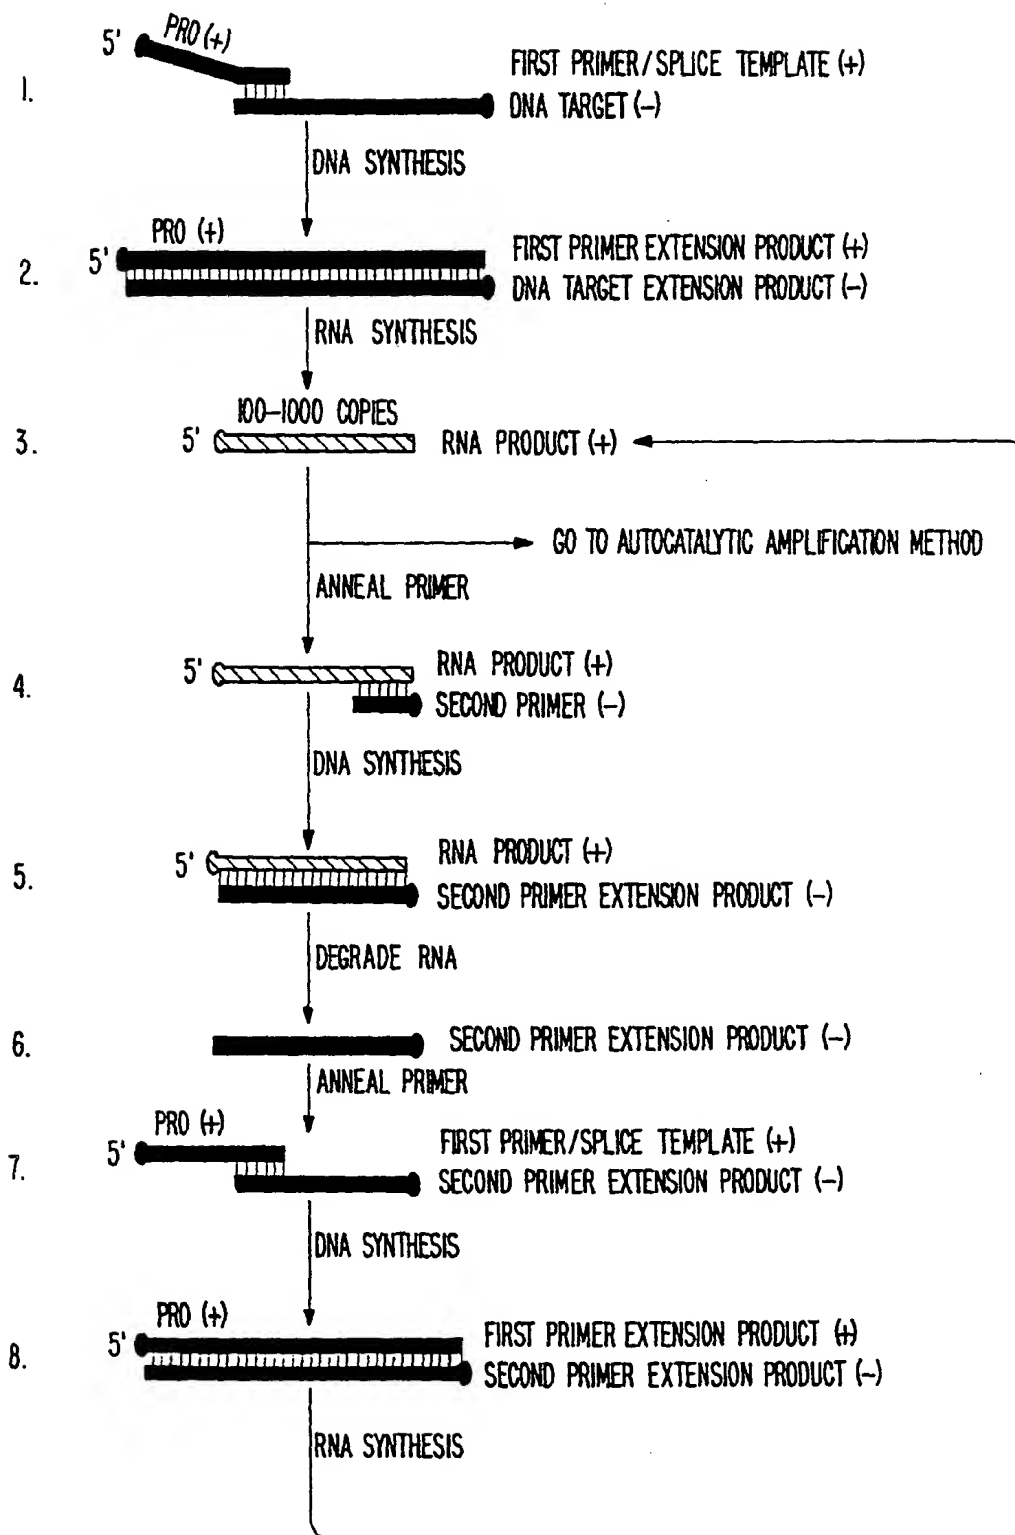 5' PRO (+)
1.
FIRST PRIMER/SPLICE TEMPLATE (+)
DNA TARGET (-)
DNA SYNTHESIS
PRO (+)
2.
5'
FIRST PRIMER EXTENSION PRODUCT (+)
DNA TARGET EXTENSION PRODUCT (-)
RNA SYNTHESIS
100-1000 COPIES
3.
5'
RNA PRODUCT (+)
GO TO AUTOCATALYTIC AMPLIFICATION METHOD
ANNEAL PRIMER
4.
5'
RNA PRODUCT (+)
SECOND PRIMER (-)
DNA SYNTHESIS
5.
5'
RNA PRODUCT (+)
SECOND PRIMER EXTENSION PRODUCT (-)
DEGRADE RNA
6.
SECOND PRIMER EXTENSION PRODUCT (-)
ANNEAL PRIMER
PRO (+)
7.
5'
FIRST PRIMER/SPLICE TEMPLATE (+)
SECOND PRIMER EXTENSION PRODUCT (-)
DNA SYNTHESIS
PRO (+)
8.
5'
FIRST PRIMER EXTENSION PRODUCT (+)
SECOND PRIMER EXTENSION PRODUCT (-)
RNA SYNTHESIS